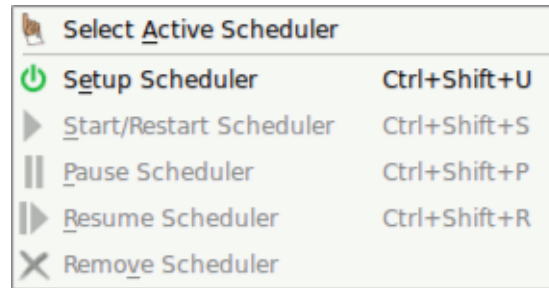 Select Active Scheduler
Setup Scheduler Ctrl+Shift+U
Start/Restart Scheduler Ctrl+Shift+S
Pause Scheduler Ctrl+Shift+P
Resume Scheduler Ctrl+Shift+R
Remove Scheduler